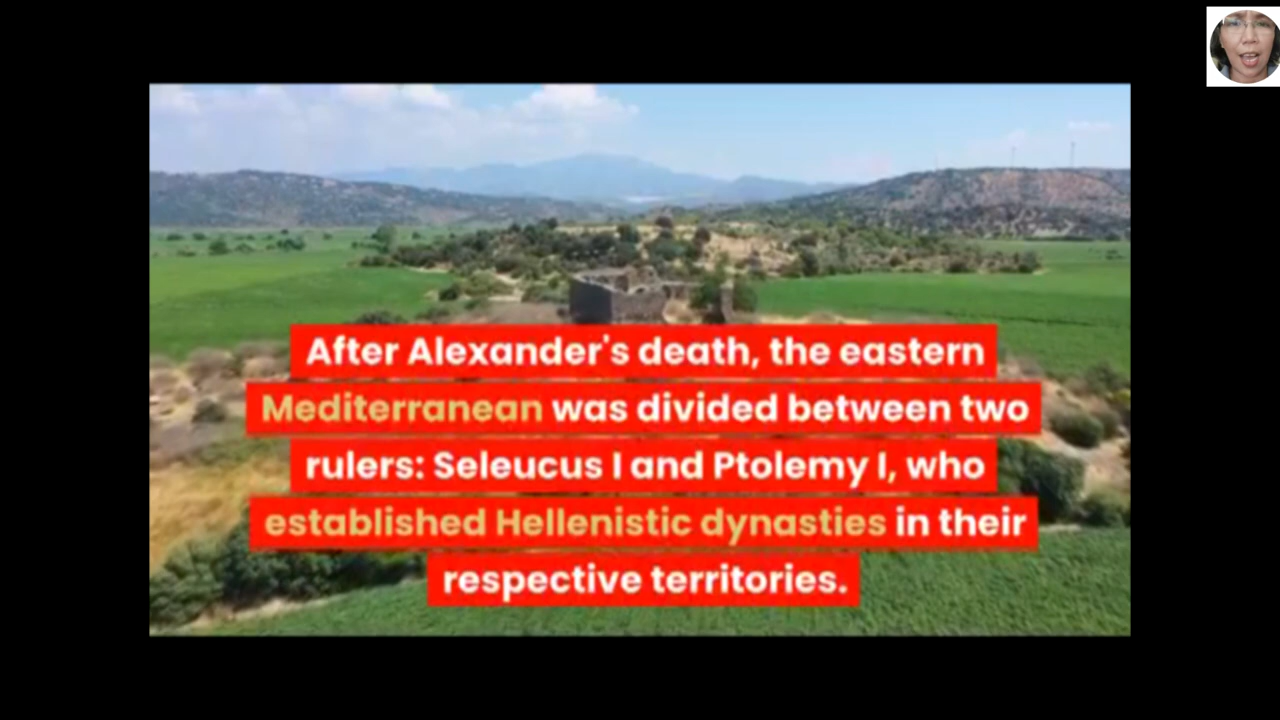 After Alexander's death, the eastern
Mediterranean was divided between two
rulers: Seleucus I and Ptolemy I, who
established Hellenistic dynasties in their
respective territories.